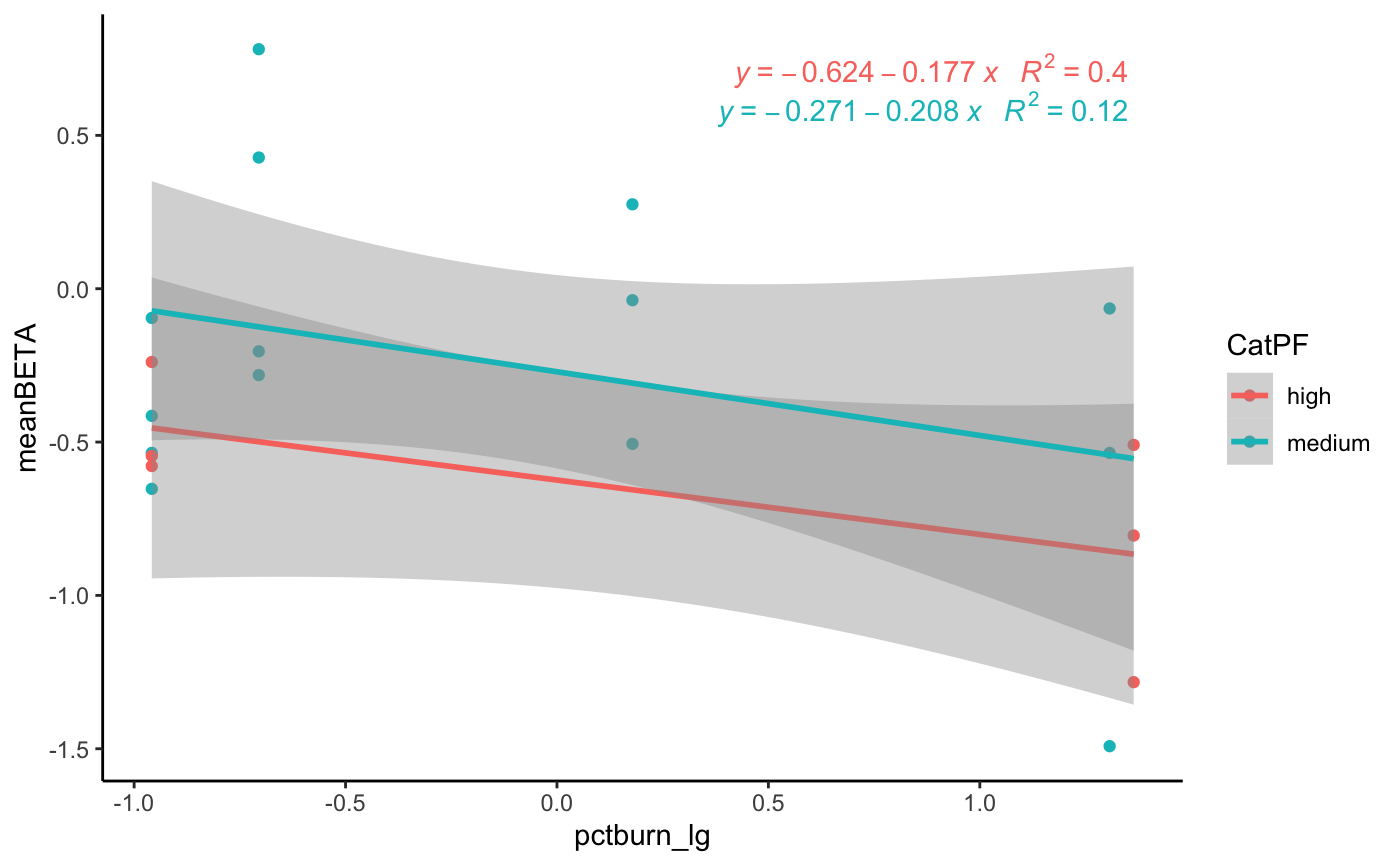 y = −0.624 − 0.177 x R² = 0.4
y = −0.271 − 0.208 x R² = 0.12
0.5
0.0
-0.5
-1.0
-1.5
meanBETA
-1.0 -0.5 0.0 0.5 1.0
pctburn_lg
CatPF
high
medium